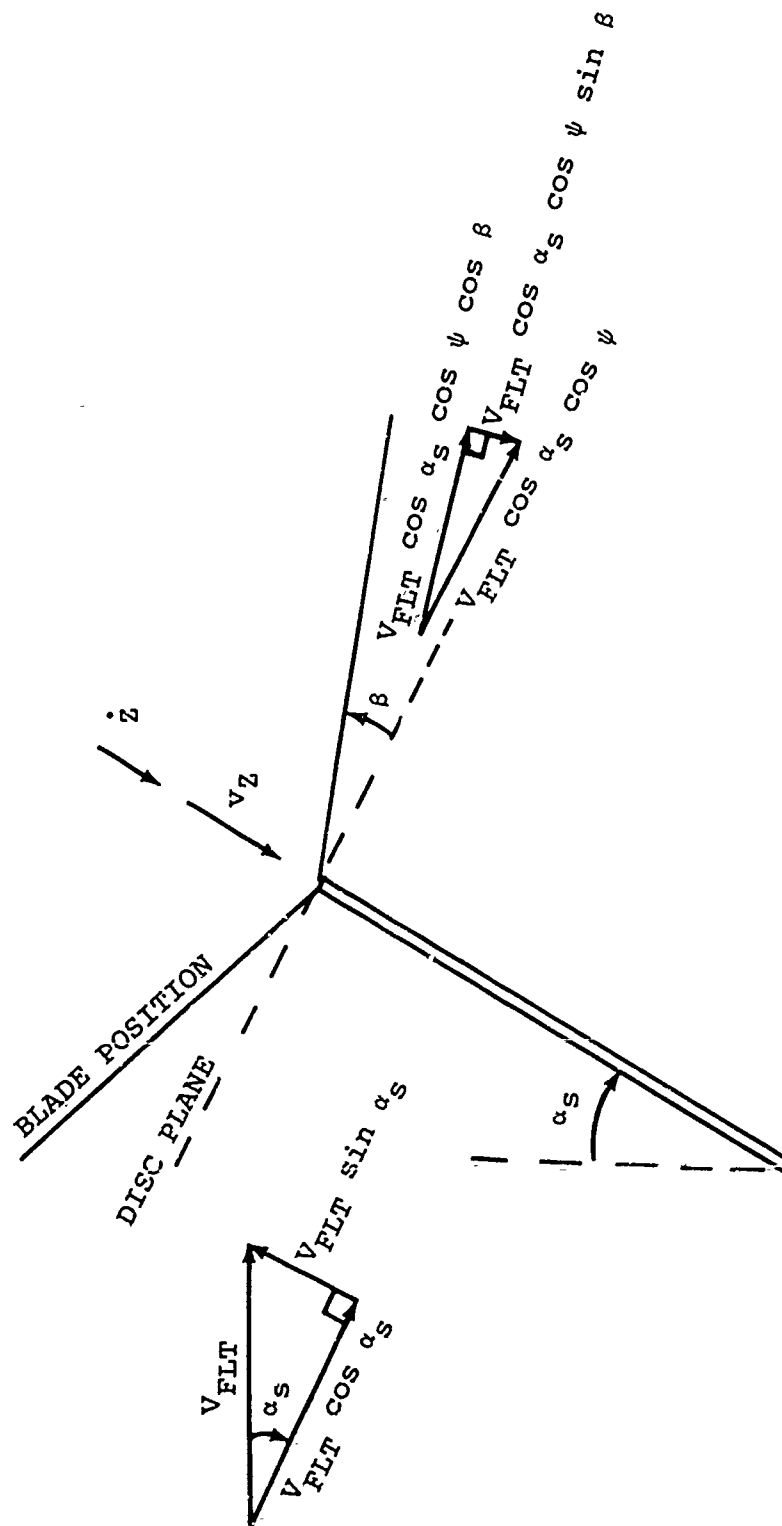 BLADE POSITION
DISC PLANE
ż
v_Z
β
V_FLT cos α_s cos ψ cos β
V_FLT cos α_s cos ψ sin β
V_FLT cos α_s cos ψ
V_FLT
α_s
V_FLT sin α_s
V_FLT cos α_s
α_s